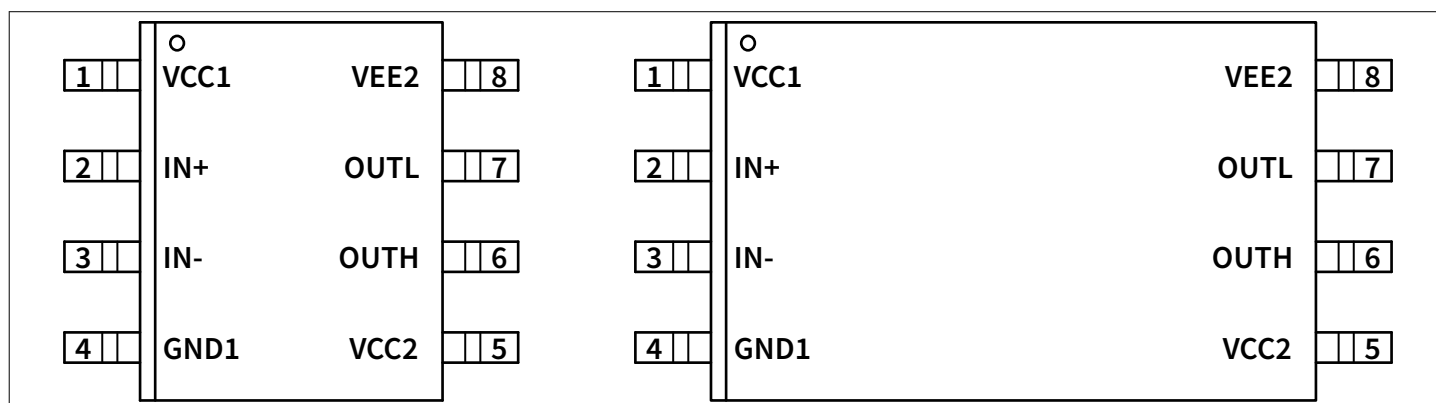 1 VCC1 VEE2 8
2 IN+ OUTL 7
3 IN- OUTH 6
4 GND1 VCC2 5
1 VCC1 VEE2 8
2 IN+ OUTL 7
3 IN- OUTH 6
4 GND1 VCC2 5